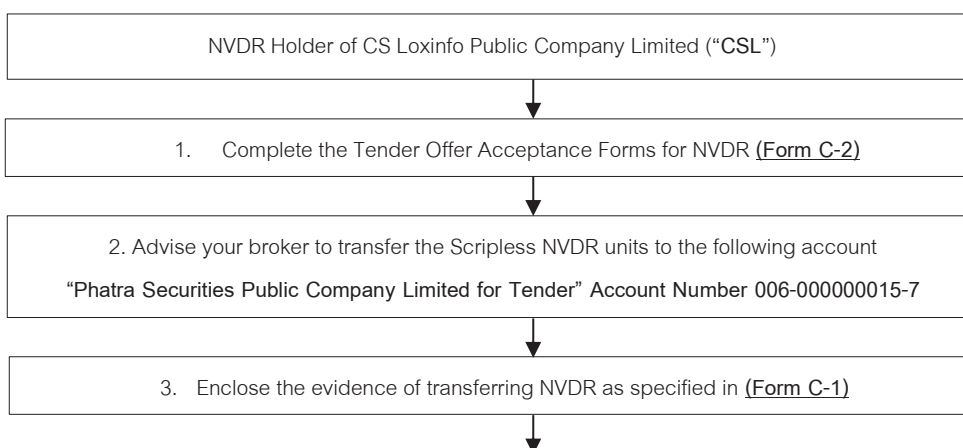 NVDR Holder of CS Loxinfo Public Company Limited (“CSL”)
1. Complete the Tender Offer Acceptance Forms for NVDR (Form C-2)
2. Advise your broker to transfer the Scripless NVDR units to the following account
“Phatra Securities Public Company Limited for Tender” Account Number 006-000000015-7
3. Enclose the evidence of transferring NVDR as specified in (Form C-1)